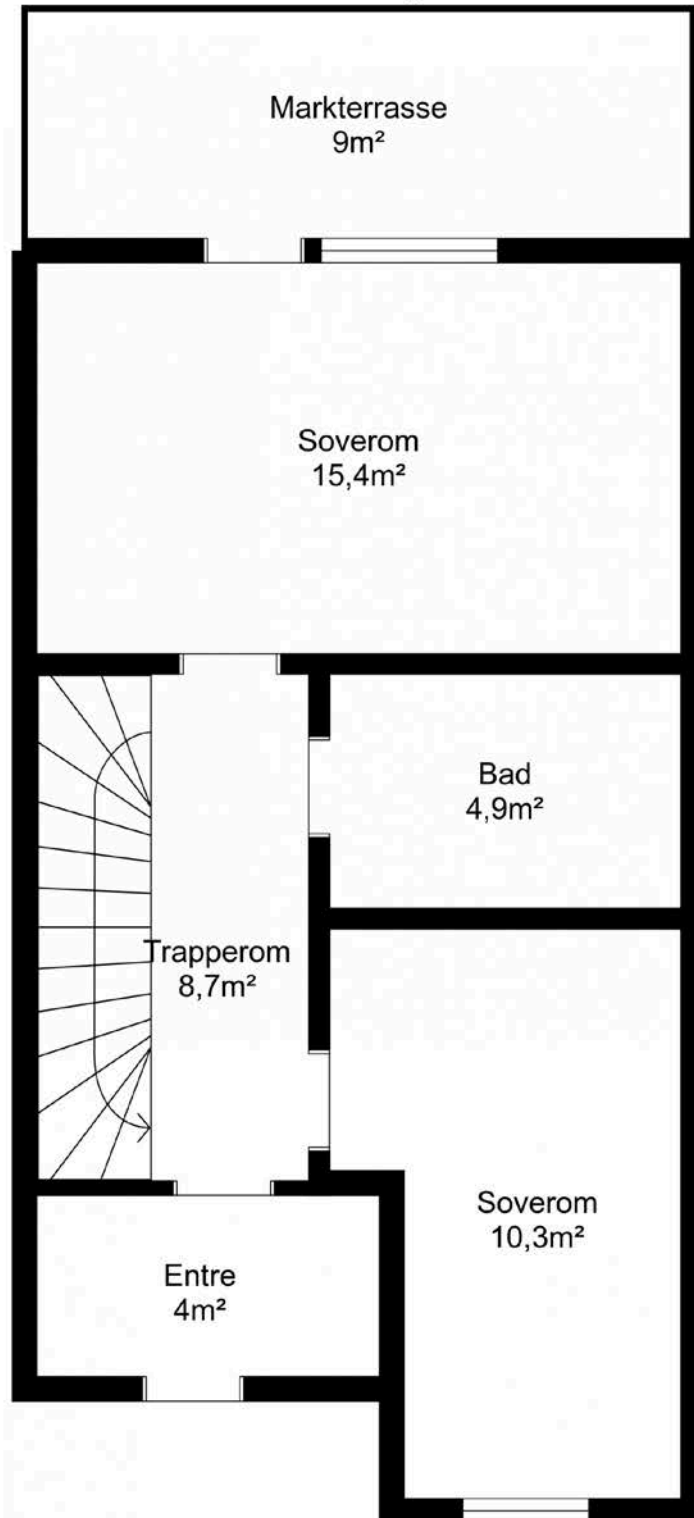 Markterrasse
9m²
Soverom
15,4m²
Bad
4,9m²
Trapperom
8,7m²
Soverom
10,3m²
Entre
4m²